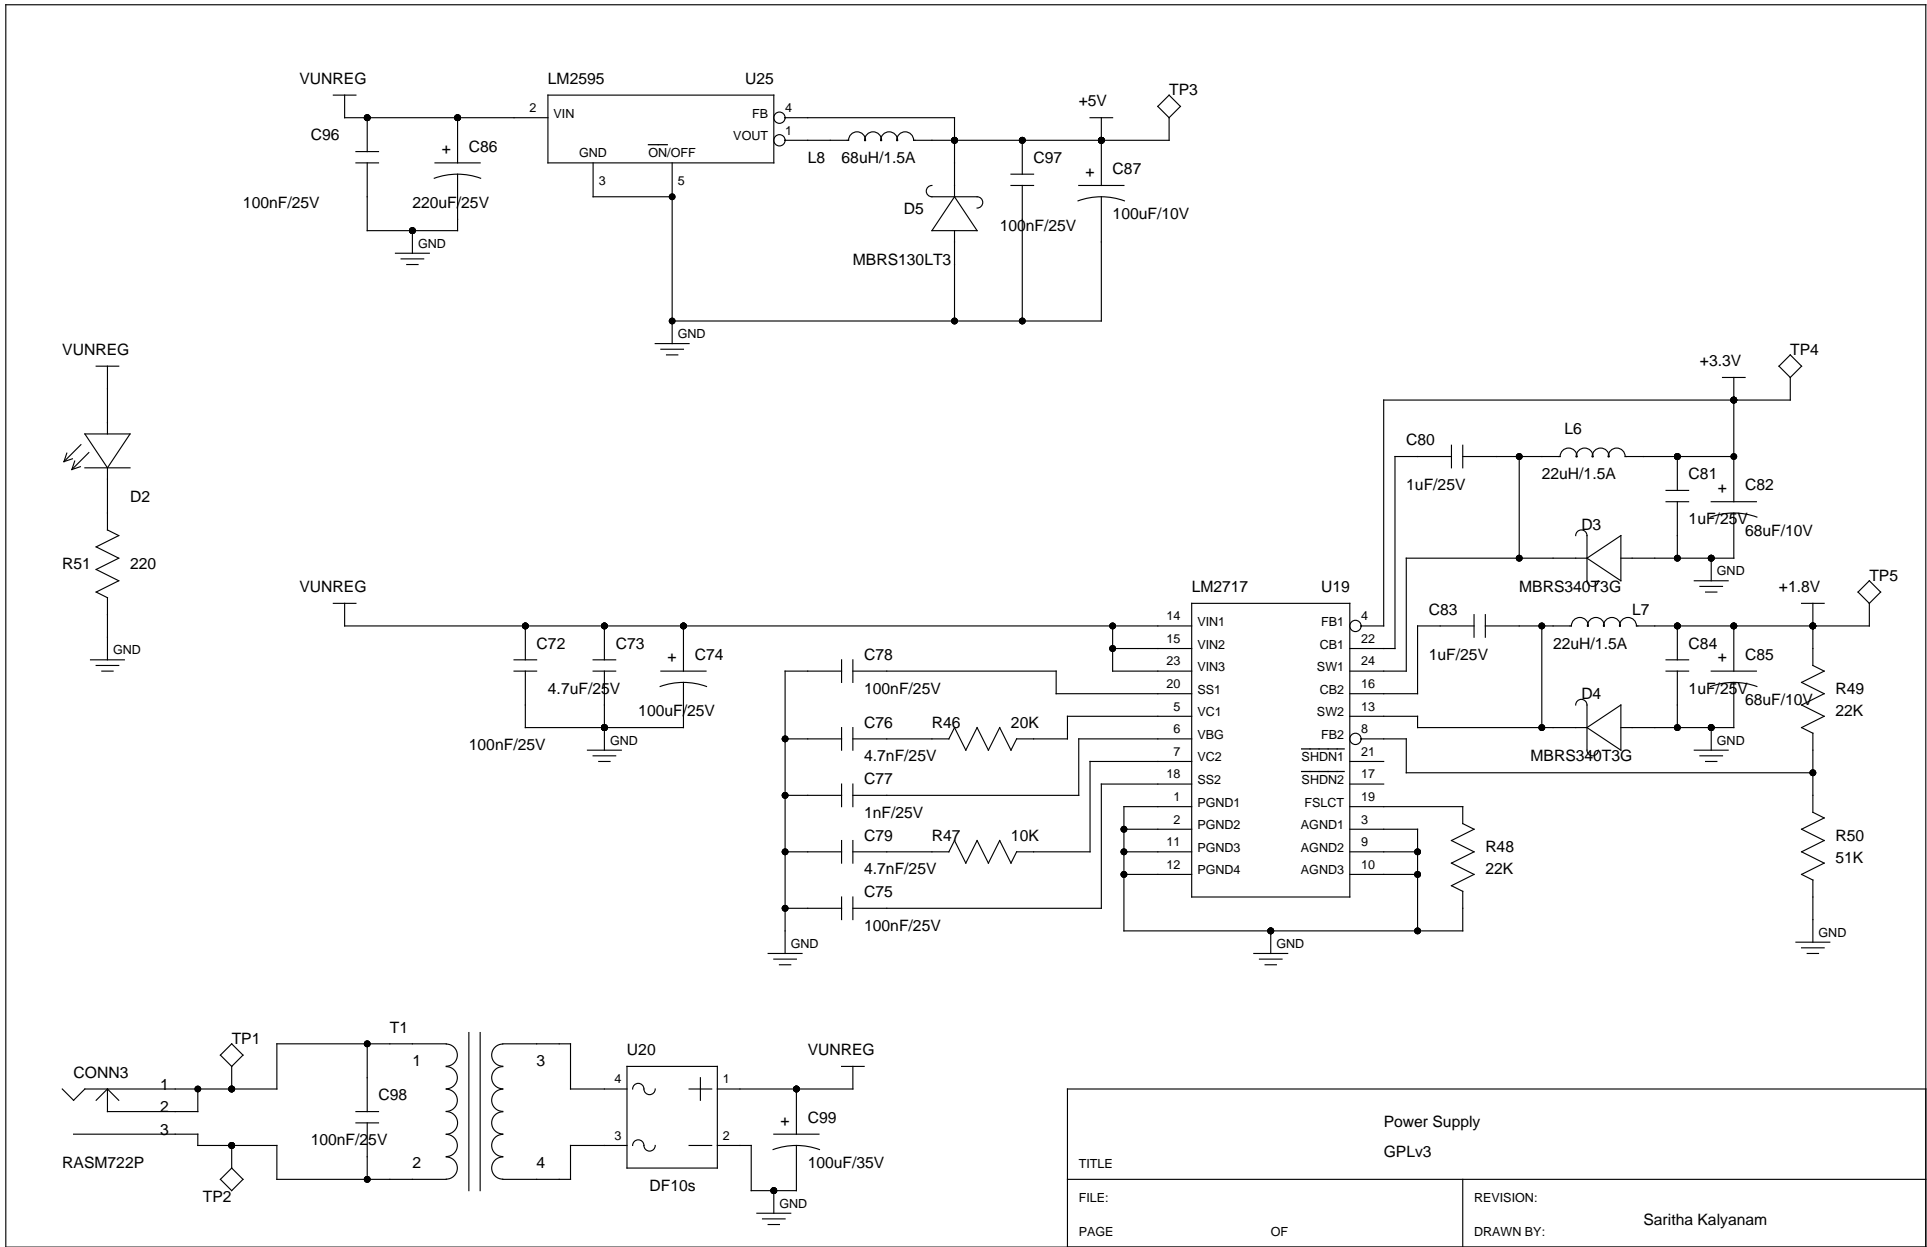 VUNREG
LM2595
U25
TP3
+5V
2
VIN
FB
4
VOUT
1
C96
+
C86
GND
ON/OFF
3
5
L8
68uH/1.5A
C97
+
C87
100nF/25V
220uF/25V
D5
100nF/25V
100uF/10V
GND
MBRS130LT3
GND
VUNREG
D2
R51
220
GND
TP4
+3.3V
C80
L6
1uF/25V
22uH/1.5A
C81
+
C82
1uF/25V
68uF/10V
D3
GND
MBRS340T3G
VUNREG
LM2717
U19
C83
L7
+1.8V
TP5
C72
C73
+
C74
4.7uF/25V
100uF/25V
100nF/25V
GND
C78
100nF/25V
C76
R46
20K
4.7nF/25V
C77
1nF/25V
C79
R47
10K
4.7nF/25V
C75
100nF/25V
GND
14
VIN1
15
VIN2
23
VIN3
20
SS1
5
VC1
6
VBG
7
VC2
18
SS2
1
PGND1
2
PGND2
11
PGND3
12
PGND4
FB1
4
CB1
22
SW1
24
CB2
16
SW2
13
FB2
8
SHDN1
21
SHDN2
17
FSLCT
19
AGND1
3
AGND2
9
AGND3
10
GND
1uF/25V
22uH/1.5A
C84
+
C85
1uF/25V
68uF/10V
D4
GND
MBRS340T3G
R49
22K
R48
22K
R50
51K
GND
TP1
T1
CONN3
1
2
3
RASM722P
TP2
C98
100nF/25V
1
2
3
4
U20
4
3
1
2
DF10s
VUNREG
+
C99
100uF/35V
GND
Power Supply
GPLv3
TITLE
FILE:
REVISION:
PAGE
OF
DRAWN BY:
Saritha Kalyanam